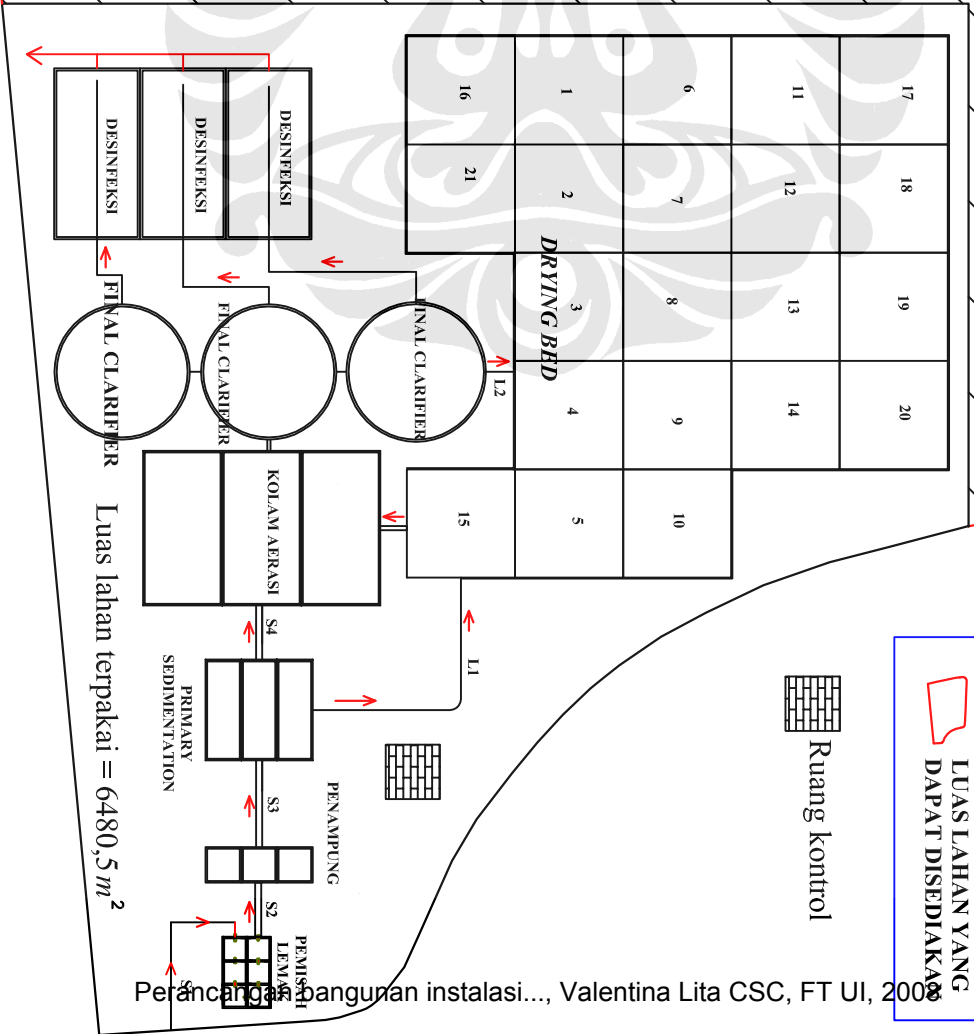 17
18
19
20
11
12
13
14
6
7
8
9
10
1
2
3
4
5
16
21
15
DRYING BED
DESINFEKSI
DESINFEKSI
DESINFEKSI
FINAL CLARIFIER
FINAL CLARIFIER
FINAL CLARIFIER
L2
KOLAM AERASI
S4
L1
PRIMARY
SEDIMENTATION
S3
PENAMPUNG
S2
PEMISAH
LEMAK
Ruang kontrol
LUAS LAHAN YANG
DAPAT DISEDIAKAN
Luas lahan terpakai = 6480,5 m²
Perancangan bangunan instalasi..., Valentina Lita CSC, FT UI, 2008